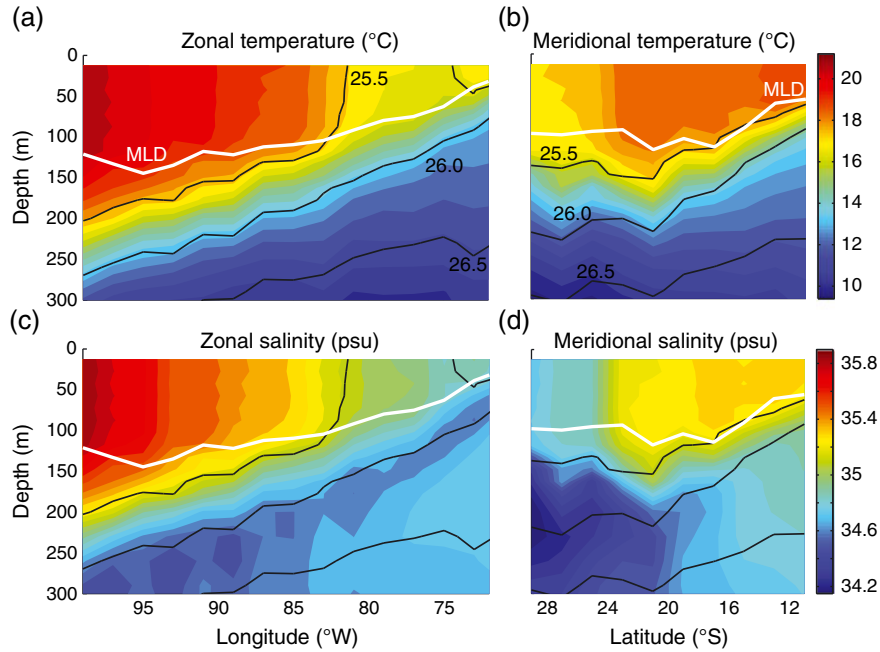 (a)
Zonal temperature (°C)
(b)
Meridional temperature (°C)
0
50
100
150
200
250
300
Depth (m)
25.5
MLD
26.0
26.5
MLD
25.5
26.0
26.5
20
18
16
14
12
10
(c)
Zonal salinity (psu)
(d)
Meridional salinity (psu)
0
50
100
150
200
250
300
Depth (m)
95
90
85
79
75
Longitude (°W)
28
24
20
16
12
Latitude (°S)
35.8
35.4
35
34.6
34.2